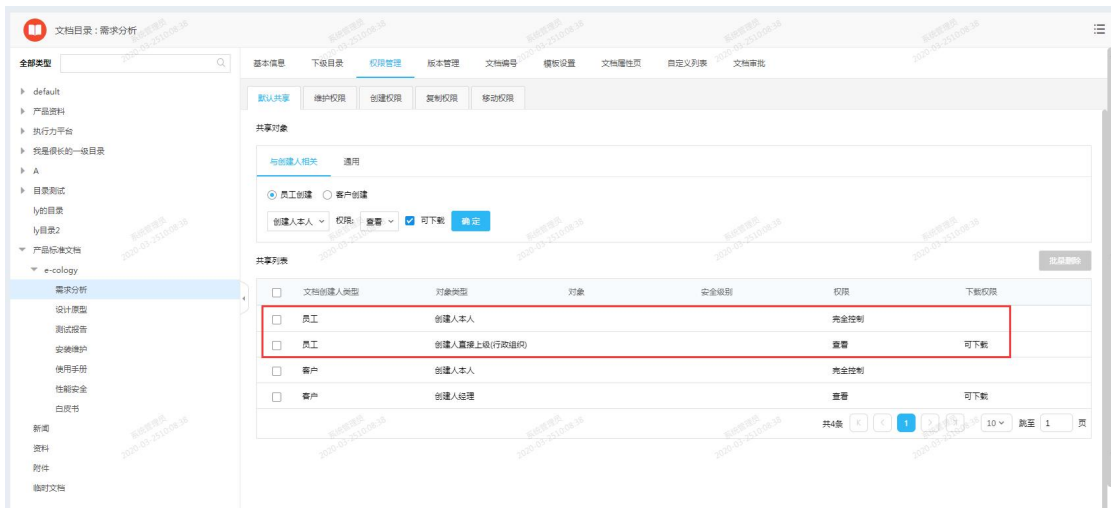 文档目录 : 需求分析
全部类型
default
产品资料
执行力平台
我是很长的一级目录
A
目录测试
ly的目录
ly目录2
产品标准文档
e-cology
需求分析
设计原型
测试报告
安装维护
使用手册
性能安全
白皮书
新闻
资料
附件
临时文档
基本信息 下级目录 权限管理 版本管理 文档编号 模板设置 文档属性页 自定义列表 文档审批
默认共享 维护权限 创建权限 复制权限 移动权限
共享对象
与创建人相关 通用
员工创建 客户创建
创建人本人 权限: 查看 可下载 确定
共享列表 批量删除
文档创建人类型 对象类型 对象 安全级别 权限 下载权限
员工 创建人本人 完全控制
员工 创建人直接上级(行政组织) 查看 可下载
客户 创建人本人 完全控制
客户 创建人经理 查看 可下载
共4条 1 10 跳至 1 页
系统管理员
2020-03-2510:08:38